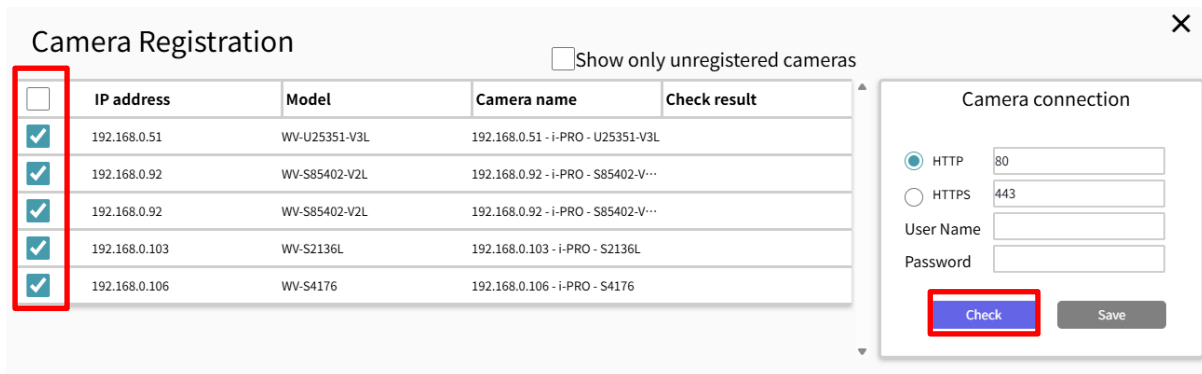 Camera Registration
Show only unregistered cameras
IP address Model Camera name Check result
192.168.0.51 WV-U25351-V3L 192.168.0.51 - i-PRO - U25351-V3L
192.168.0.92 WV-S85402-V2L 192.168.0.92 - i-PRO - S85402-V…
192.168.0.92 WV-S85402-V2L 192.168.0.92 - i-PRO - S85402-V…
192.168.0.103 WV-S2136L 192.168.0.103 - i-PRO - S2136L
192.168.0.106 WV-S4176 192.168.0.106 - i-PRO - S4176
Camera connection
HTTP 80
HTTPS 443
User Name
Password
Check Save